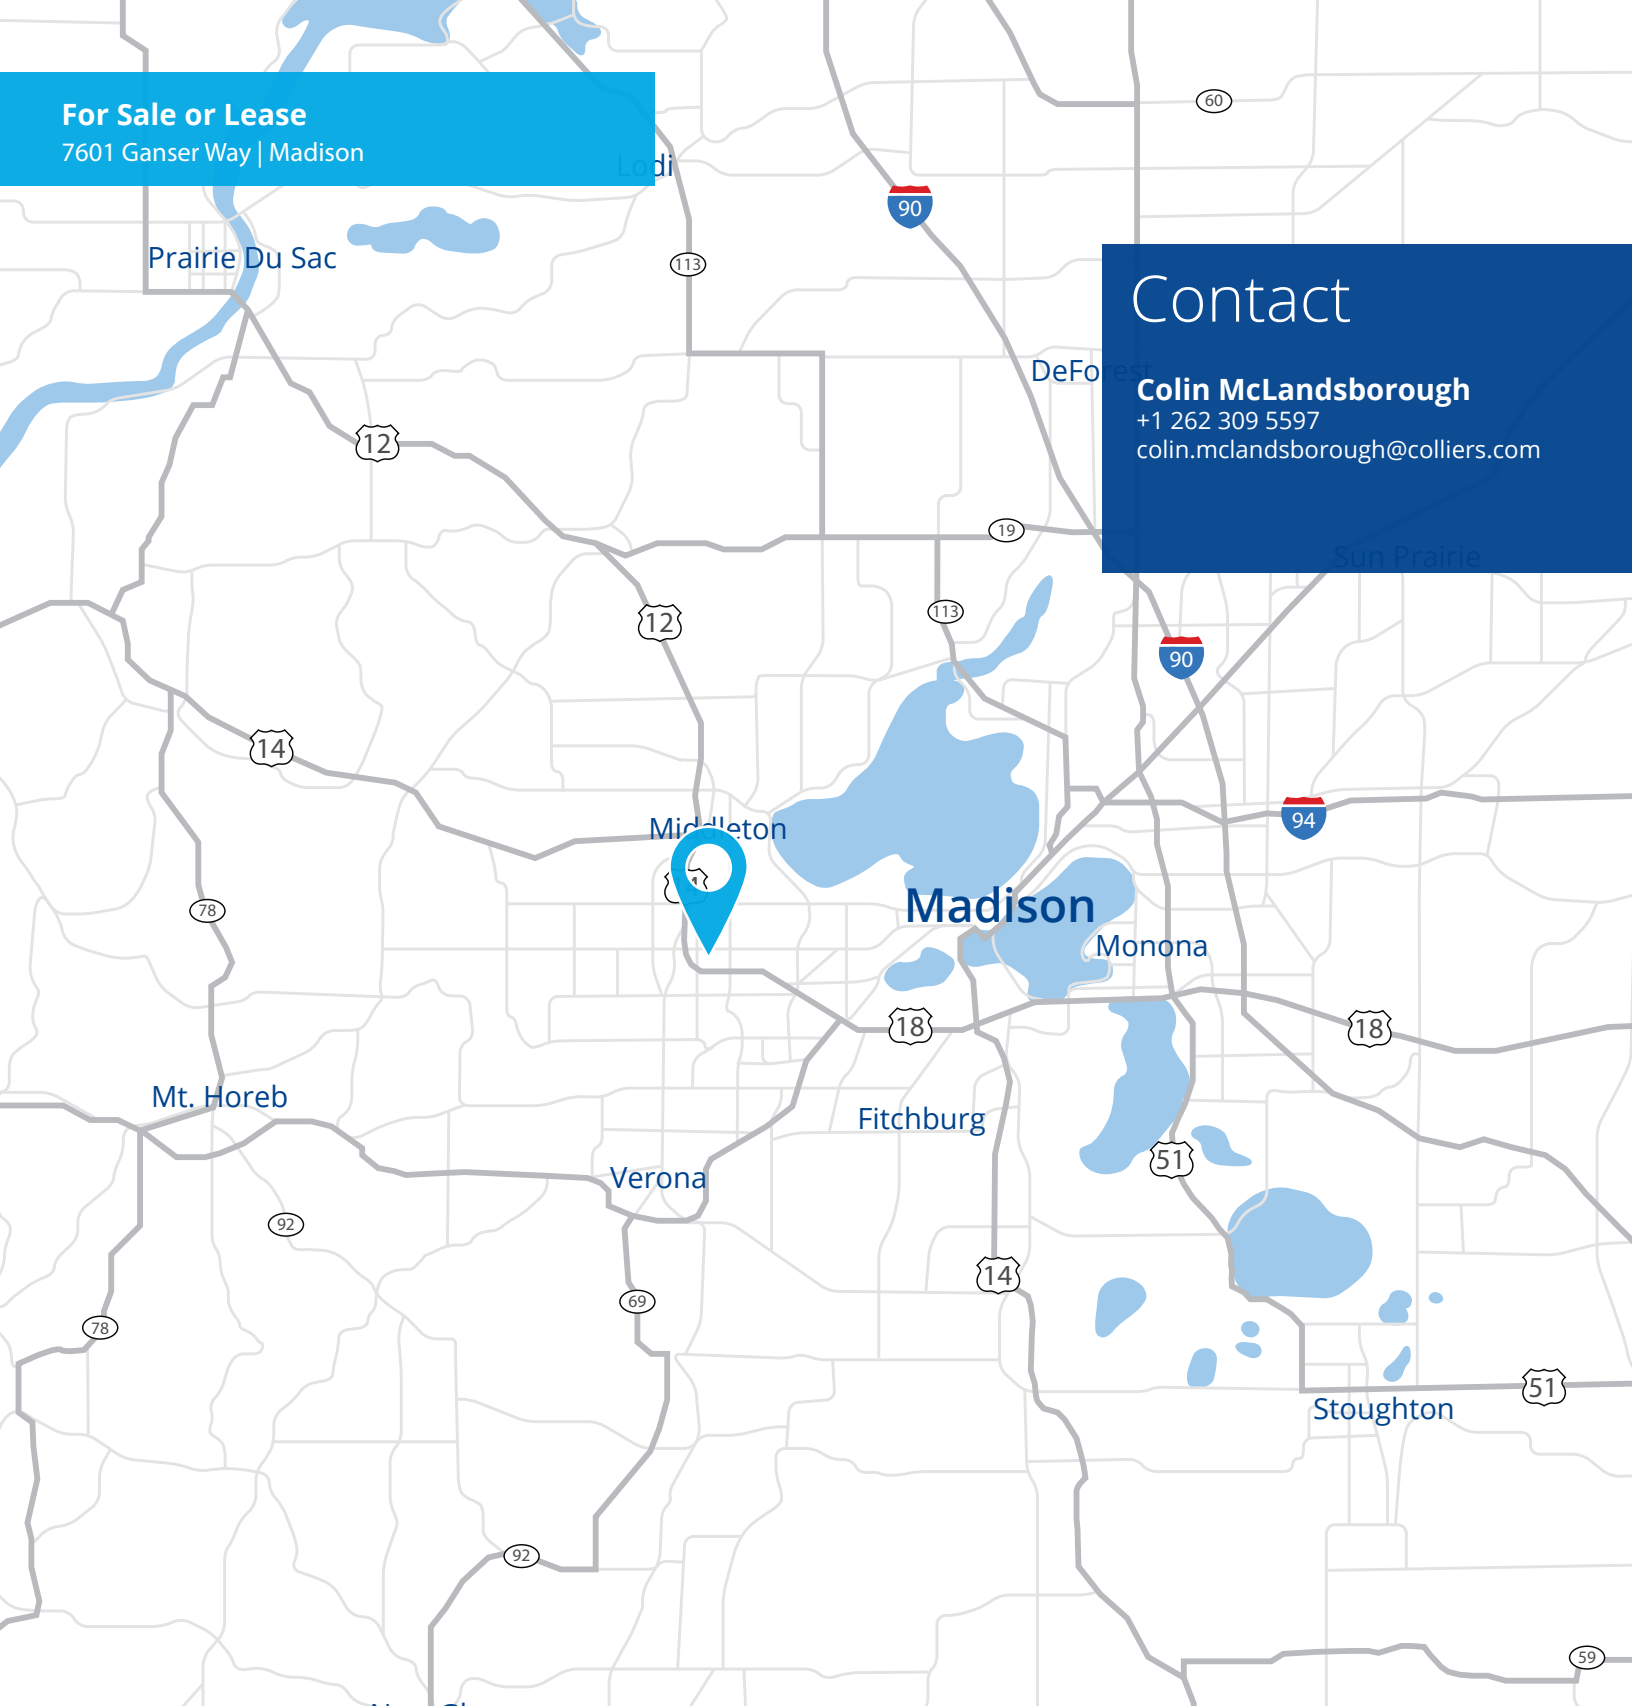 For Sale or Lease
7601 Ganser Way | Madison
60
Lodi
90
Prairie Du Sac
113
Contact
DeForest
Colin McLandsborough
+1 262 309 5597
colin.mclandsborough@colliers.com
12
19
Sun Prairie
113
12
90
14
94
Middleton
Madison
78
Monona
18
18
Mt. Horeb
Fitchburg
51
Verona
92
14
69
78
51
Stoughton
92
59